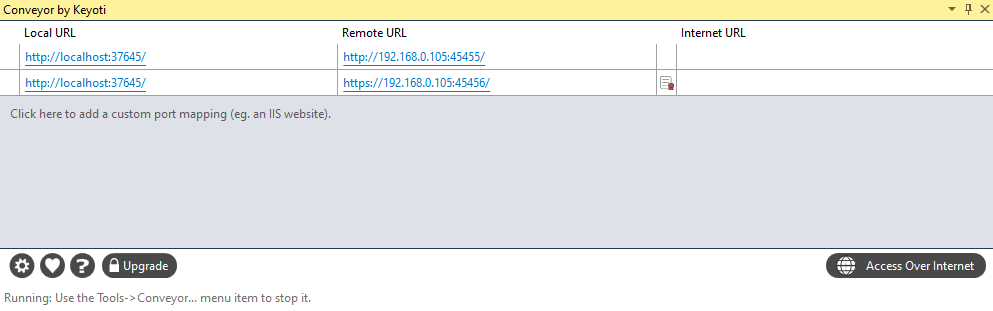 Conveyor by Keyoti
Local URL Remote URL Internet URL
http://localhost:37645/ http://192.168.0.105:45455/
http://localhost:37645/ https://192.168.0.105:45456/
Click here to add a custom port mapping (eg. an IIS website).
Upgrade Access Over Internet
Running: Use the Tools->Conveyor... menu item to stop it.